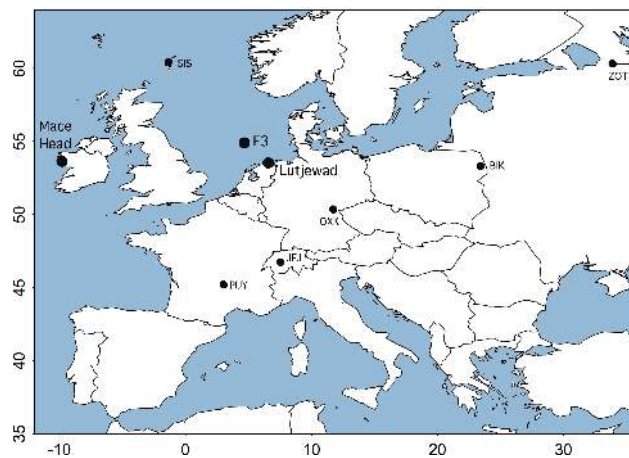 60
SIS
ZOT
Mace
Head
55
F3
Lutjewad
BIK
50
OXK
JFJ
PUY
45
40
35
-10
0
10
20
30